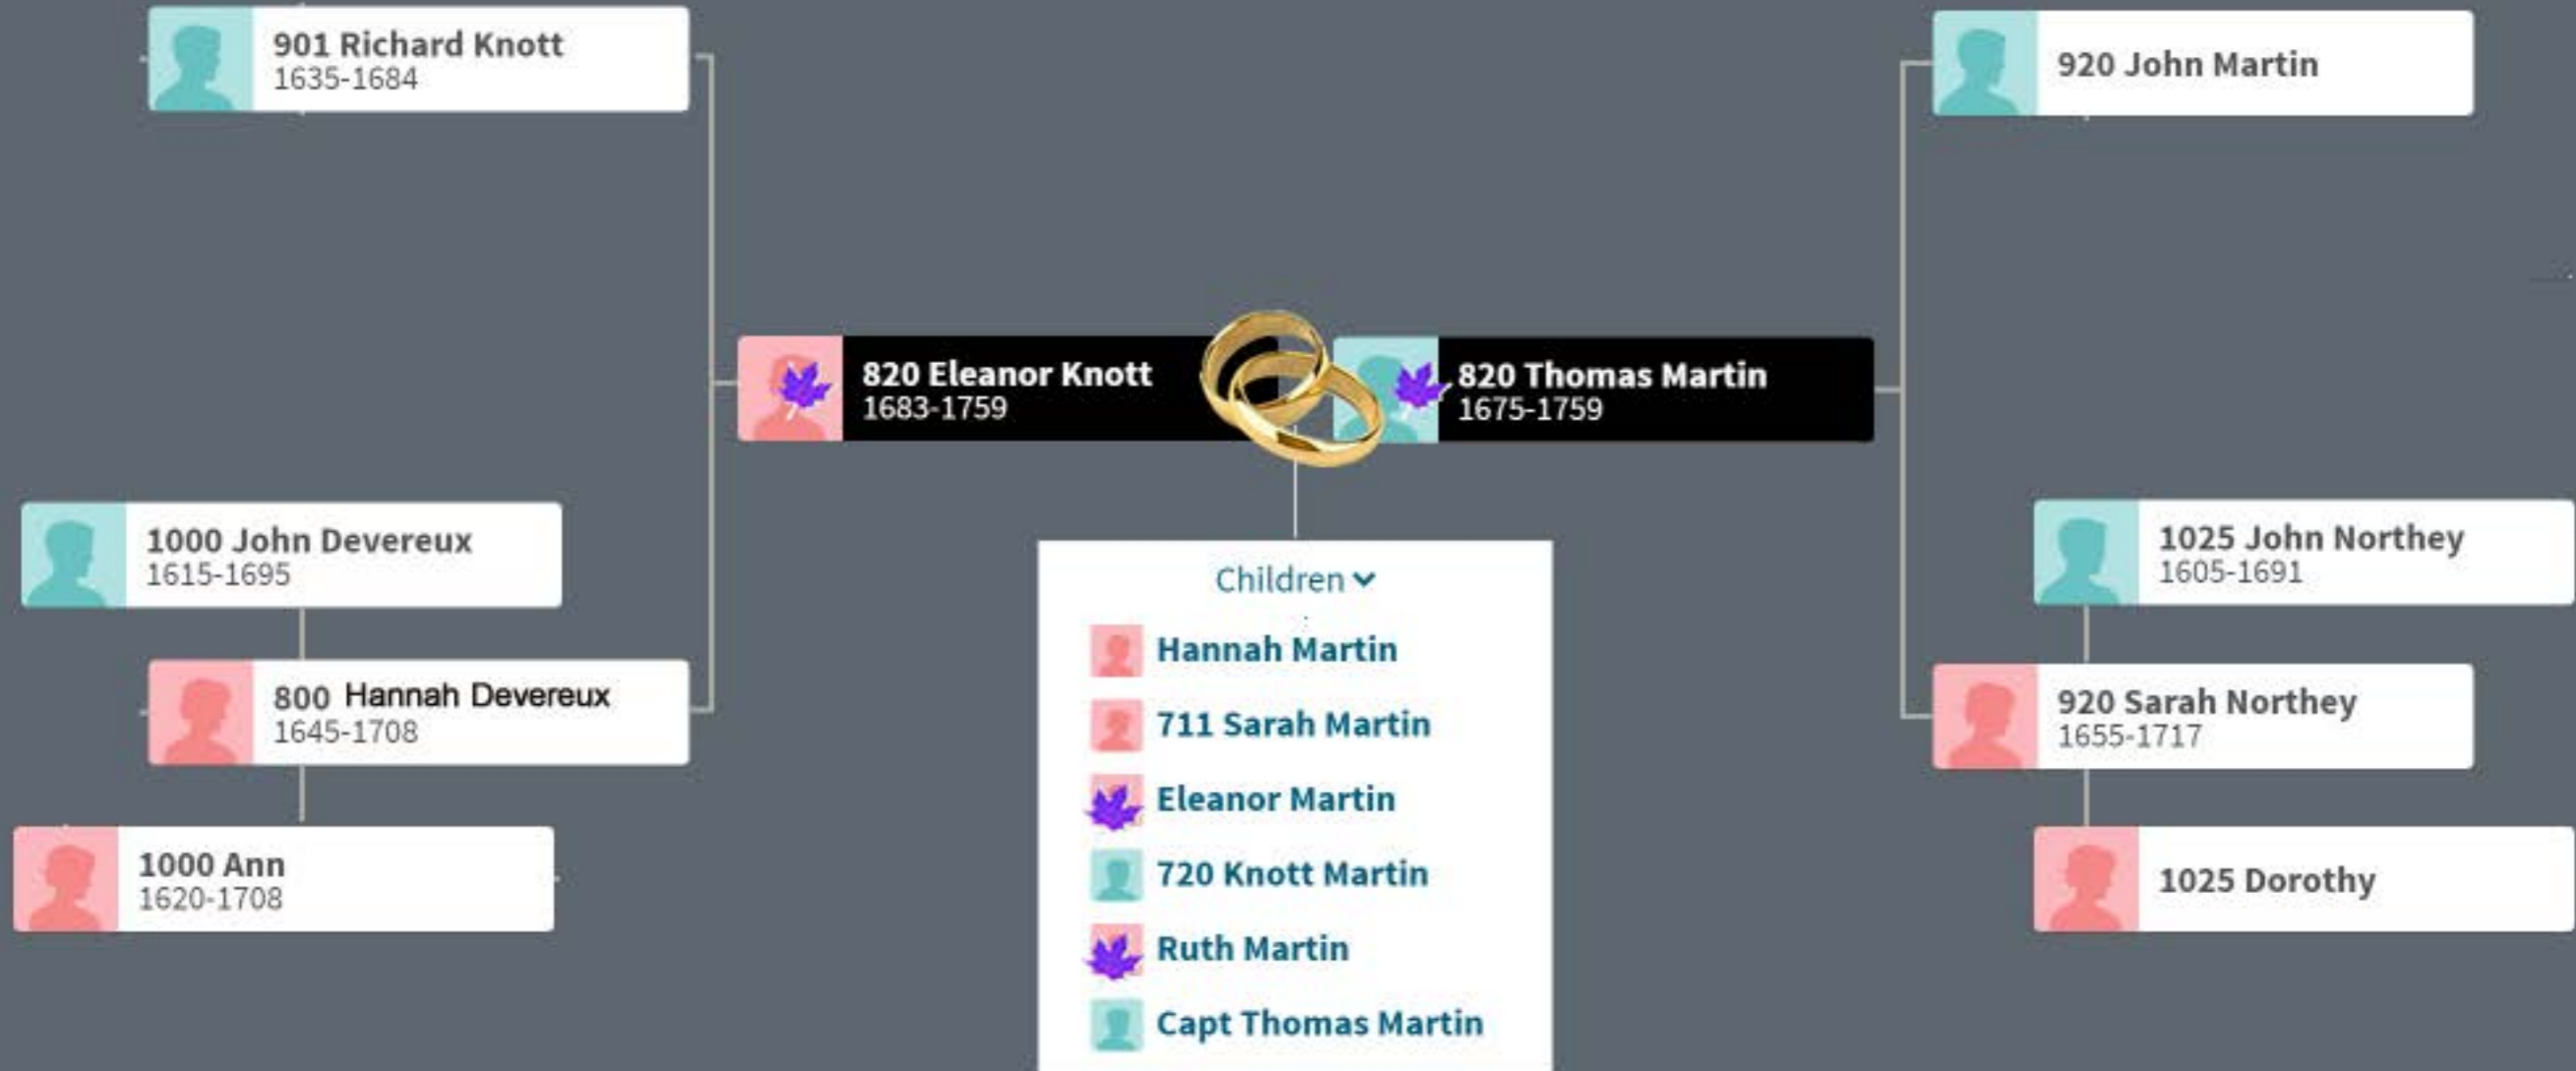 901 Richard Knott
1635-1684
920 John Martin
820 Eleanor Knott
1683-1759
820 Thomas Martin
1675-1759
1000 John Devereux
1615-1695
800 Hannah Devereux
1645-1708
1000 Ann
1620-1708
1025 John Northey
1605-1691
920 Sarah Northey
1655-1717
1025 Dorothy
Children
Hannah Martin
711 Sarah Martin
Eleanor Martin
720 Knott Martin
Ruth Martin
Capt Thomas Martin